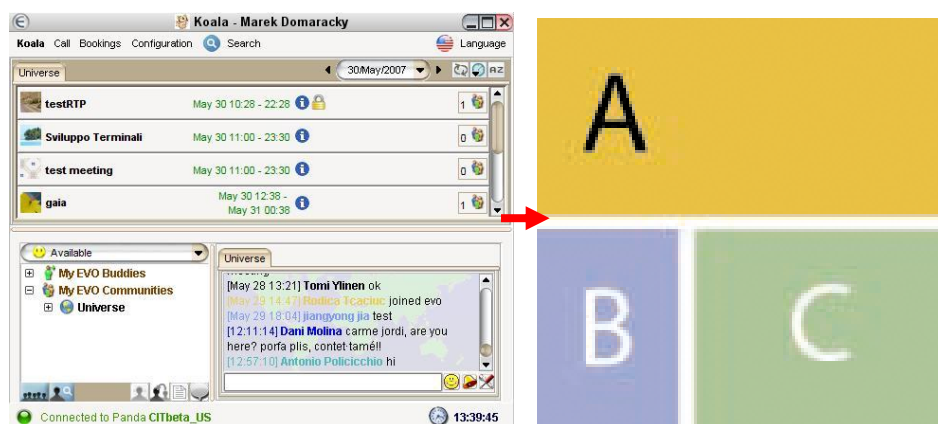 Koala - Marek Domaracky
Koala Call Bookings Configuration Search Language
Universe 30/May/2007 AZ
testRTP May 30 10:28 - 22:28 1
Sviluppo Terminali May 30 11:00 - 23:30 0
test meeting May 30 11:00 - 23:30 0
gaia May 30 12:38 - May 31 00:38 1
Available
My EVO Buddies
My EVO Communities
Universe
Universe
meeting
[May 28 13:21] Tomi Ylinen ok
[May 29 14:47] Rodica Tcaciuc joined evo
[May 29 18:04] jiangyong jia test
[12:11:14] Dani Molina carme jordi, are you
here? porfa plis, contet tamé!!
[12:57:10] Antonio Policicchio hi
Connected to Panda CITbeta_US 13:39:45
A
B C